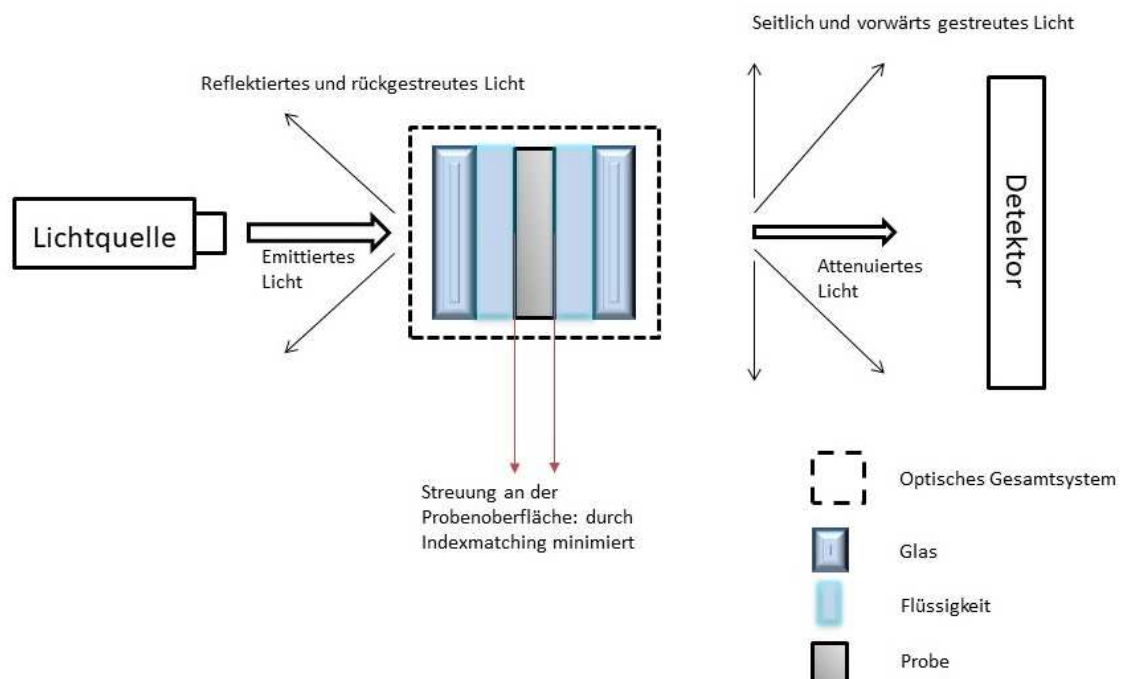 Seitlich und vorwärts gestreutes Licht
Reflektiertes und rückgestreutes Licht
Lichtquelle
Emittiertes
Licht
Attenuiertes
Licht
Detektor
Streuung an der
Probenoberfläche: durch
Indexmatching minimiert
Optisches Gesamtsystem
Glas
Flüssigkeit
Probe